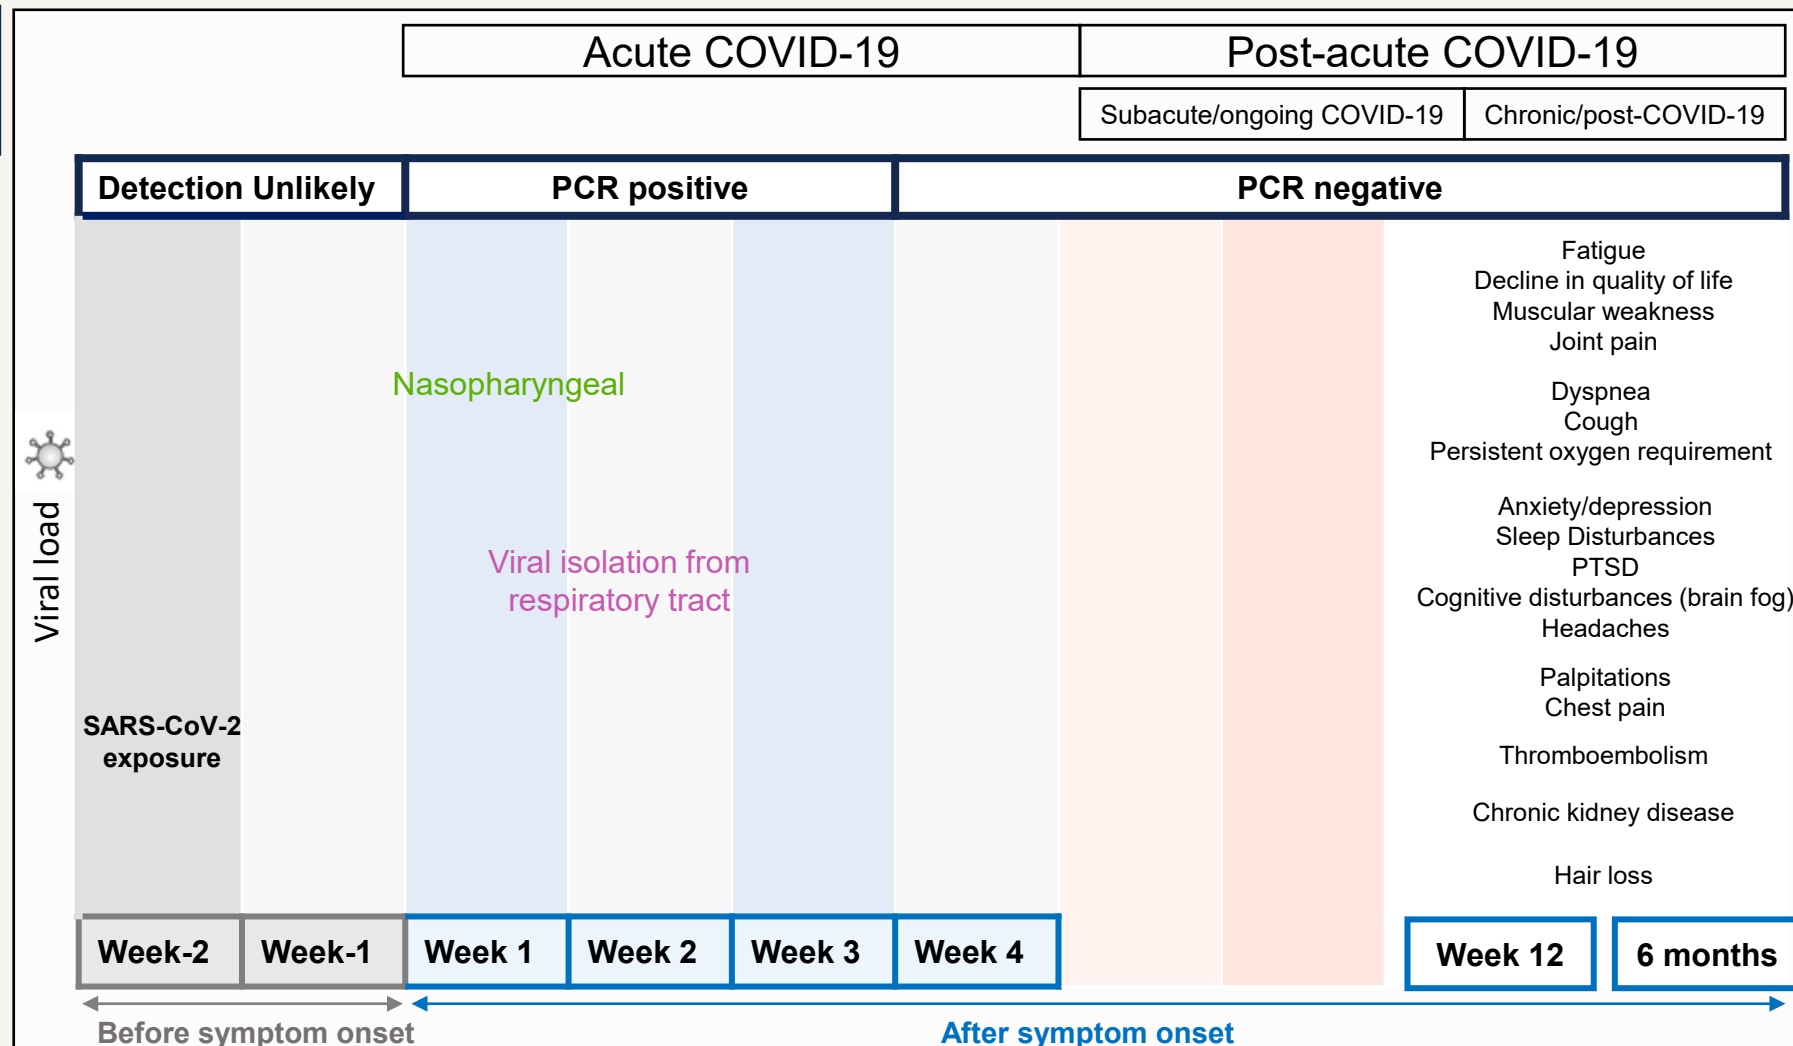 Acute COVID-19
Post-acute COVID-19
Subacute/ongoing COVID-19
Chronic/post-COVID-19
Detection Unlikely
PCR positive
PCR negative
Fatigue
Decline in quality of life
Muscular weakness
Joint pain
Nasopharyngeal
Dyspnea
Cough
Persistent oxygen requirement
Viral load
Viral isolation from
respiratory tract
Anxiety/depression
Sleep Disturbances
PTSD
Cognitive disturbances (brain fog)
Headaches
Palpitations
Chest pain
SARS-CoV-2
exposure
Thromboembolism
Chronic kidney disease
Hair loss
Week-2
Week-1
Week 1
Week 2
Week 3
Week 4
Week 12
6 months
Before symptom onset
After symptom onset